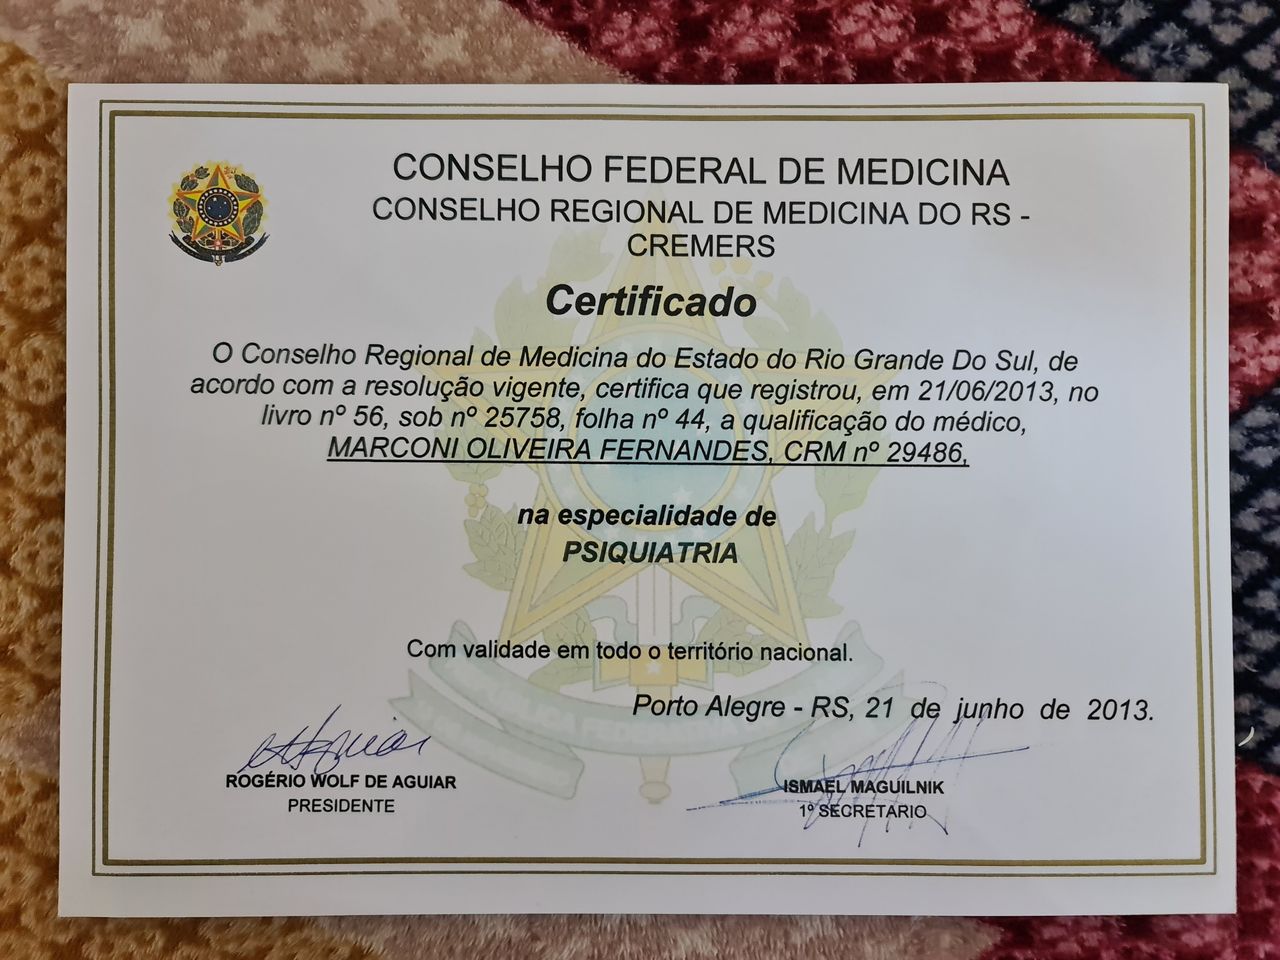 CONSELHO FEDERAL DE MEDICINA
CONSELHO REGIONAL DE MEDICINA DO RS -
CREMERS
Certificado
O Conselho Regional de Medicina do Estado do Rio Grande Do Sul, de
acordo com a resolução vigente, certifica que registrou, em 21/06/2013, no
livro nº 56, sob nº 25758, folha nº 44, a qualificação do médico,
MARCONI OLIVEIRA FERNANDES, CRM nº 29486,
na especialidade de
PSIQUIATRIA
Com validade em todo o território nacional.
Porto Alegre - RS, 21 de junho de 2013.
ROGÉRIO WOLF DE AGUIAR
PRESIDENTE
ISMAEL MAGUILNIK
1º SECRETARIO